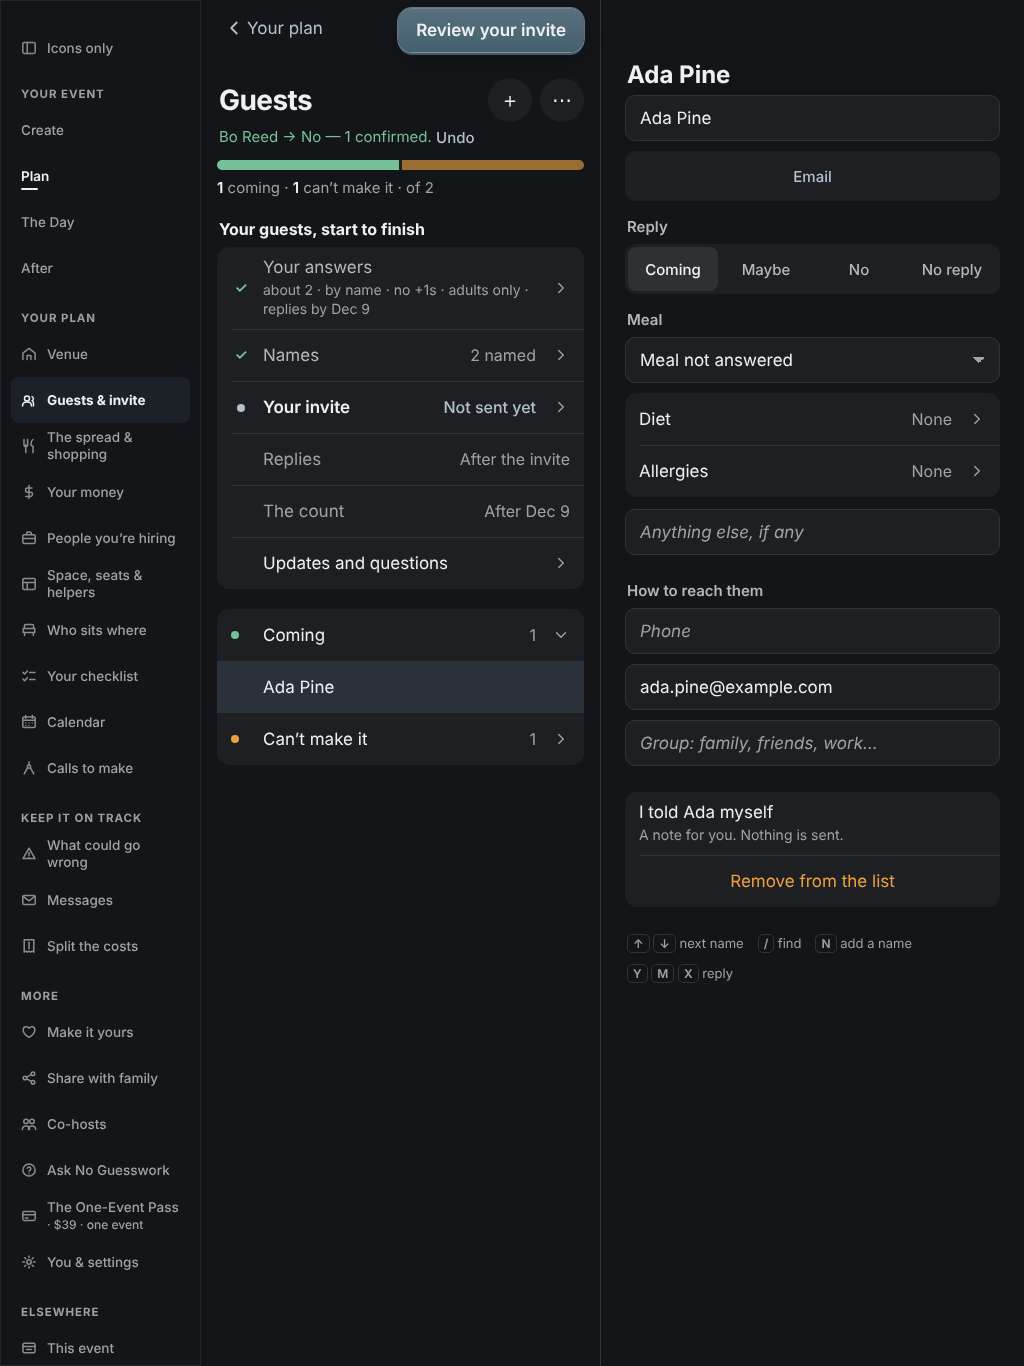 Icons only
YOUR EVENT
Create
Plan
The Day
After
YOUR PLAN
Venue
Guests & invite
The spread &
shopping
Your money
People you’re hiring
Space, seats &
helpers
Who sits where
Your checklist
Calendar
Calls to make
KEEP IT ON TRACK
What could go
wrong
Messages
Split the costs
MORE
Make it yours
Share with family
Co-hosts
Ask No Guesswork
The One-Event Pass
· $39 · one event
You & settings
ELSEWHERE
This event
Your plan
Review your invite
Guests
+ ···
Bo Reed → No — 1 confirmed. Undo
1 coming · 1 can’t make it · of 2
Your guests, start to finish
Your answers
about 2 · by name · no +1s · adults only ·
replies by Dec 9
Names 2 named
Your invite Not sent yet
Replies After the invite
The count After Dec 9
Updates and questions
Coming 1
Ada Pine
Can’t make it 1
Ada Pine
Ada Pine
Email
Reply
Coming Maybe No No reply
Meal
Meal not answered
Diet None
Allergies None
Anything else, if any
How to reach them
Phone
ada.pine@example.com
Group: family, friends, work...
I told Ada myself
A note for you. Nothing is sent.
Remove from the list
↑ ↓ next name / find N add a name
Y M X reply